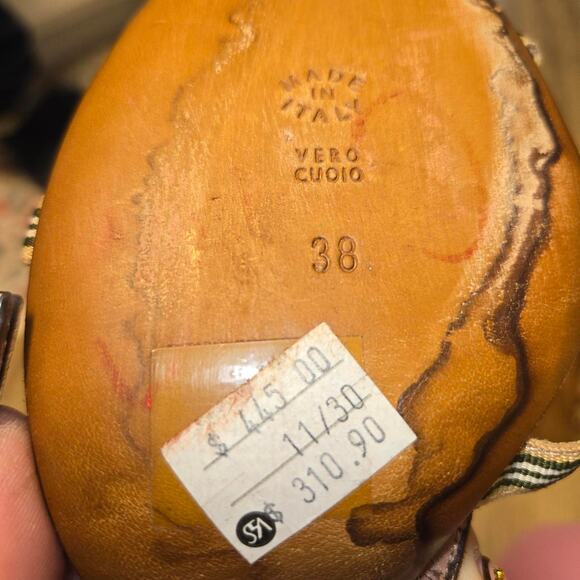 MADE
IN
ITALY
VERO
CUOIO
38
$ 445 00
11/30
$ 310.90